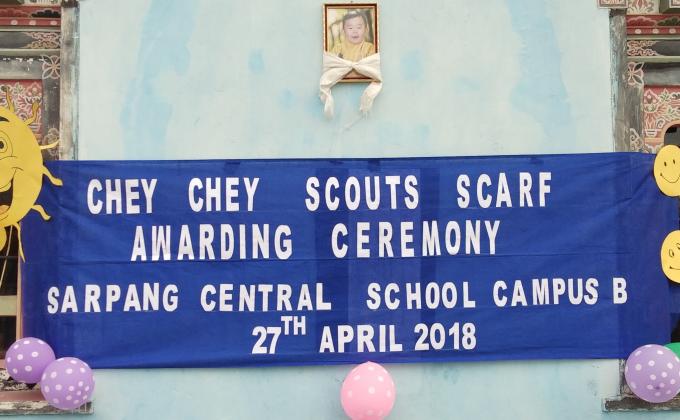 CHEY CHEY SCOUTS SCARF
AWARDING CEREMONY
SARPANG CENTRAL SCHOOL CAMPUS B
27TH APRIL 2018